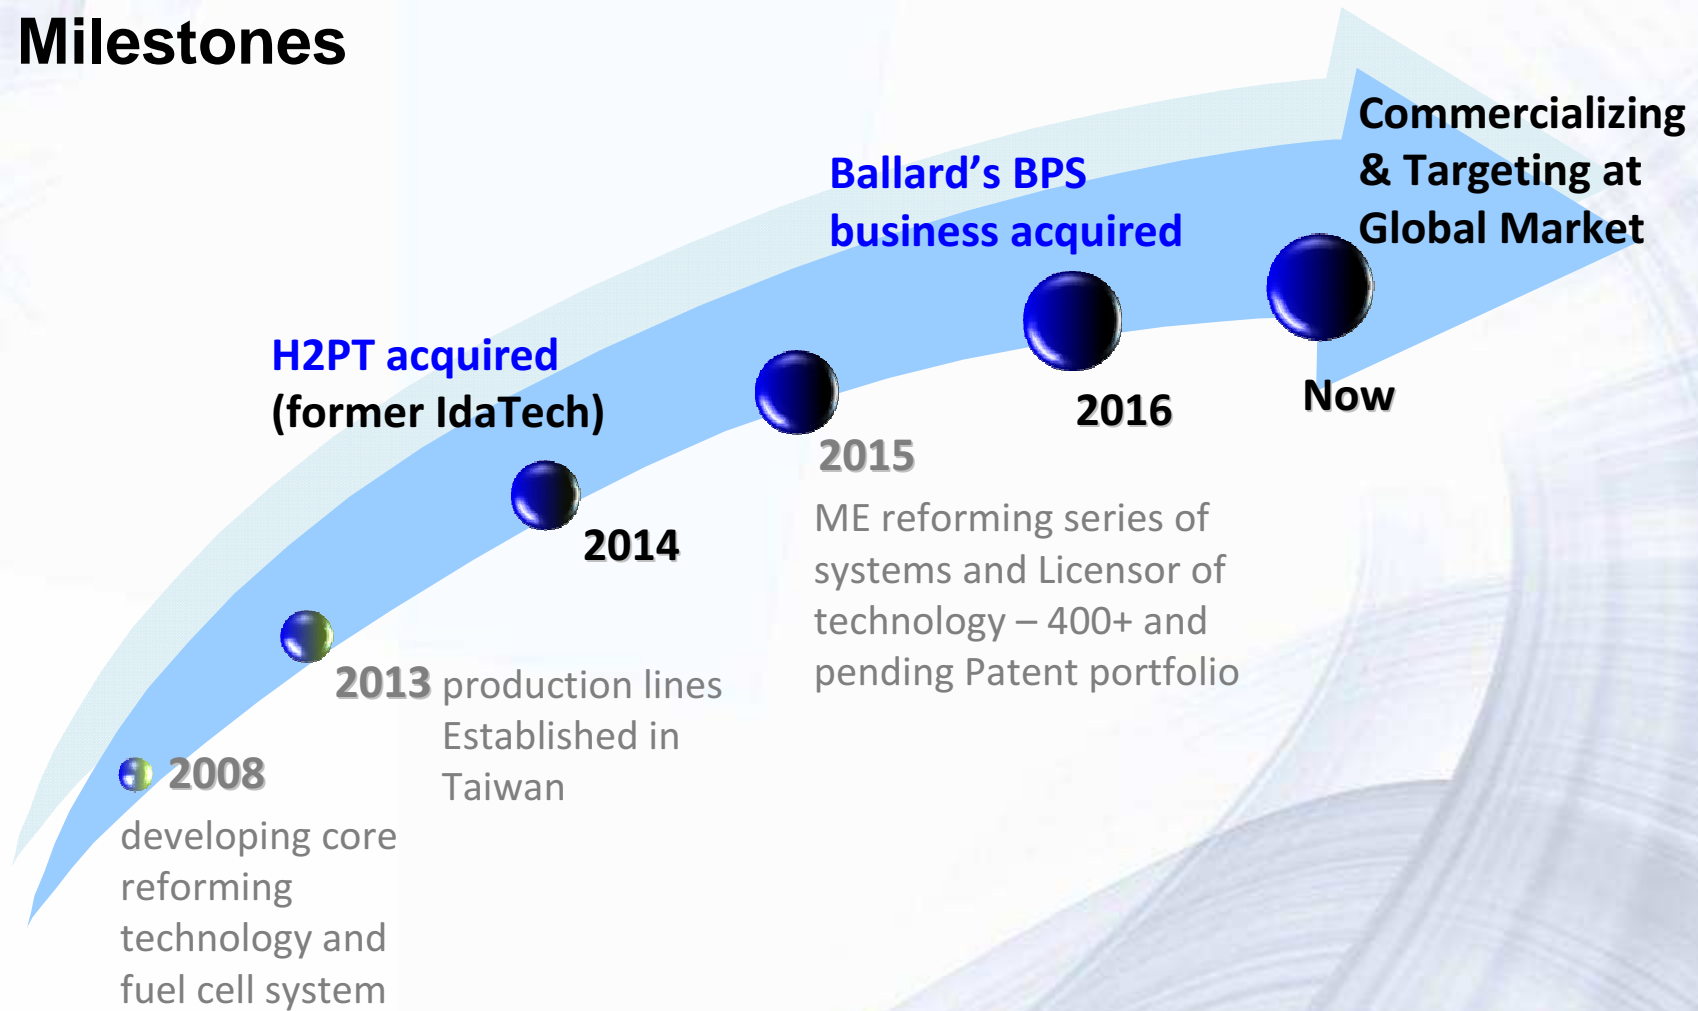 Milestones
Commercializing
& Targeting at
Global Market
Ballard’s BPS
business acquired
H2PT acquired
(former IdaTech)
Now
2016
2015
ME reforming series of
systems and Licensor of
technology – 400+ and
pending Patent portfolio
2014
2013 production lines
Established in
Taiwan
2008
developing core
reforming
technology and
fuel cell system